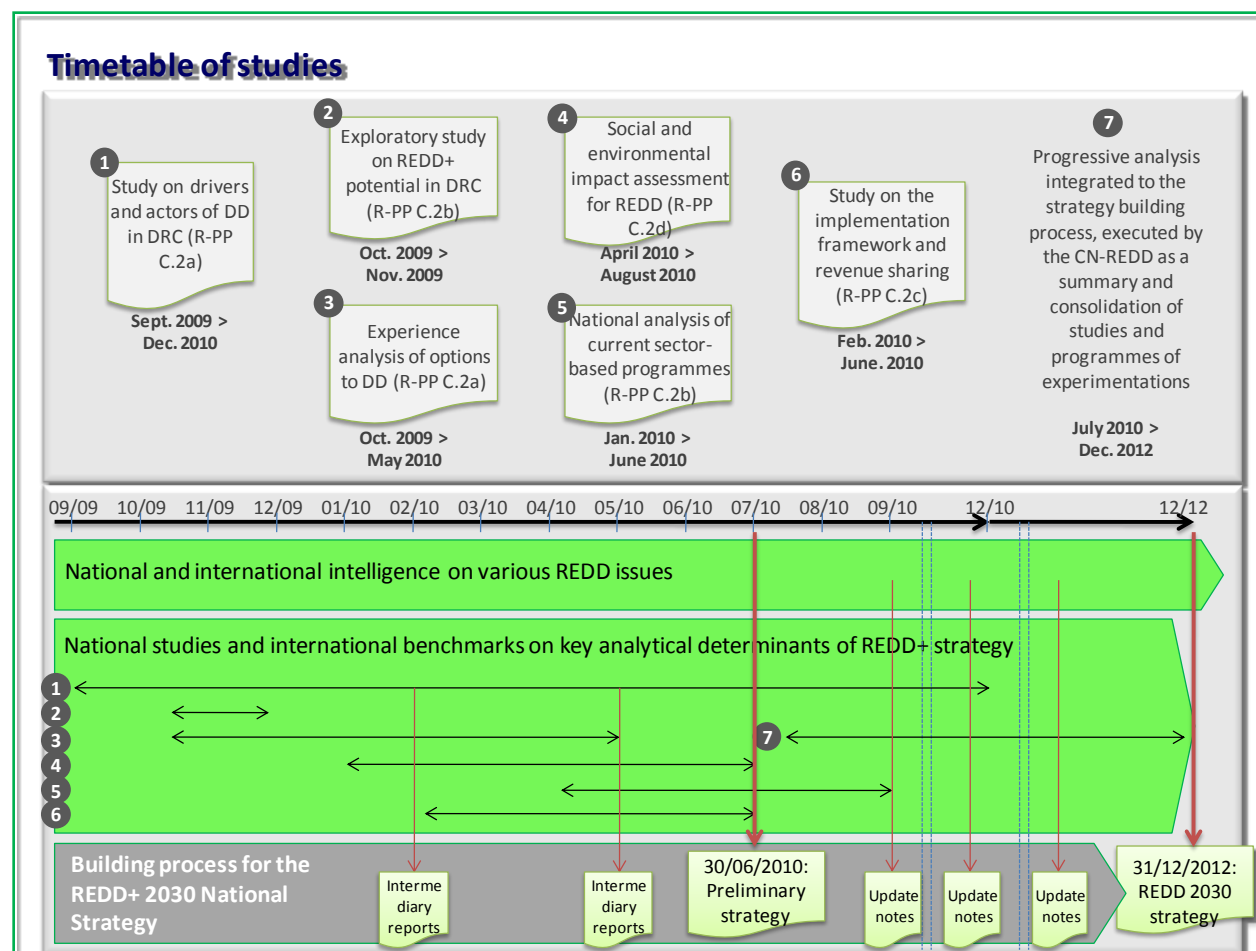 Timetable of studies
1
Study on drivers
and actors of DD
in DRC (R-PP
C.2a)
Sept. 2009 >
Dec. 2010
2
Exploratory study
on REDD+
potential in DRC
(R-PP C.2b)
Oct. 2009 >
Nov. 2009
3
Experience
analysis of options
to DD (R-PP C.2a)
Oct. 2009 >
May 2010
4
Social and
environmental
impact assessment
for REDD (R-PP
C.2d)
April 2010 >
August 2010
5
National analysis of
current sector-
based programmes
(R-PP C.2b)
Jan. 2010 >
June 2010
6
Study on the
implementation
framework and
revenue sharing
(R-PP C.2c)
Feb. 2010 >
June. 2010
7
Progressive analysis
integrated to the
strategy building
process, executed by
the CN-REDD as a
summary and
consolidation of
studies and
programmes of
experimentations
July 2010 >
Dec. 2012
09/09 10/09 11/09 12/09 01/10 02/10 04/10 05/10 06/10 07/10 08/10 09/10 12/10 12/12
National and international intelligence on various REDD issues
National studies and international benchmarks on key analytical determinants of REDD+ strategy
1
2
3
7
4
5
6
Building process for the
REDD+ 2030 National
Strategy
Interme
diary
reports
Interme
diary
reports
30/06/2010:
Preliminary
strategy
Update
notes
Update
notes
Update
notes
31/12/2012:
REDD 2030
strategy